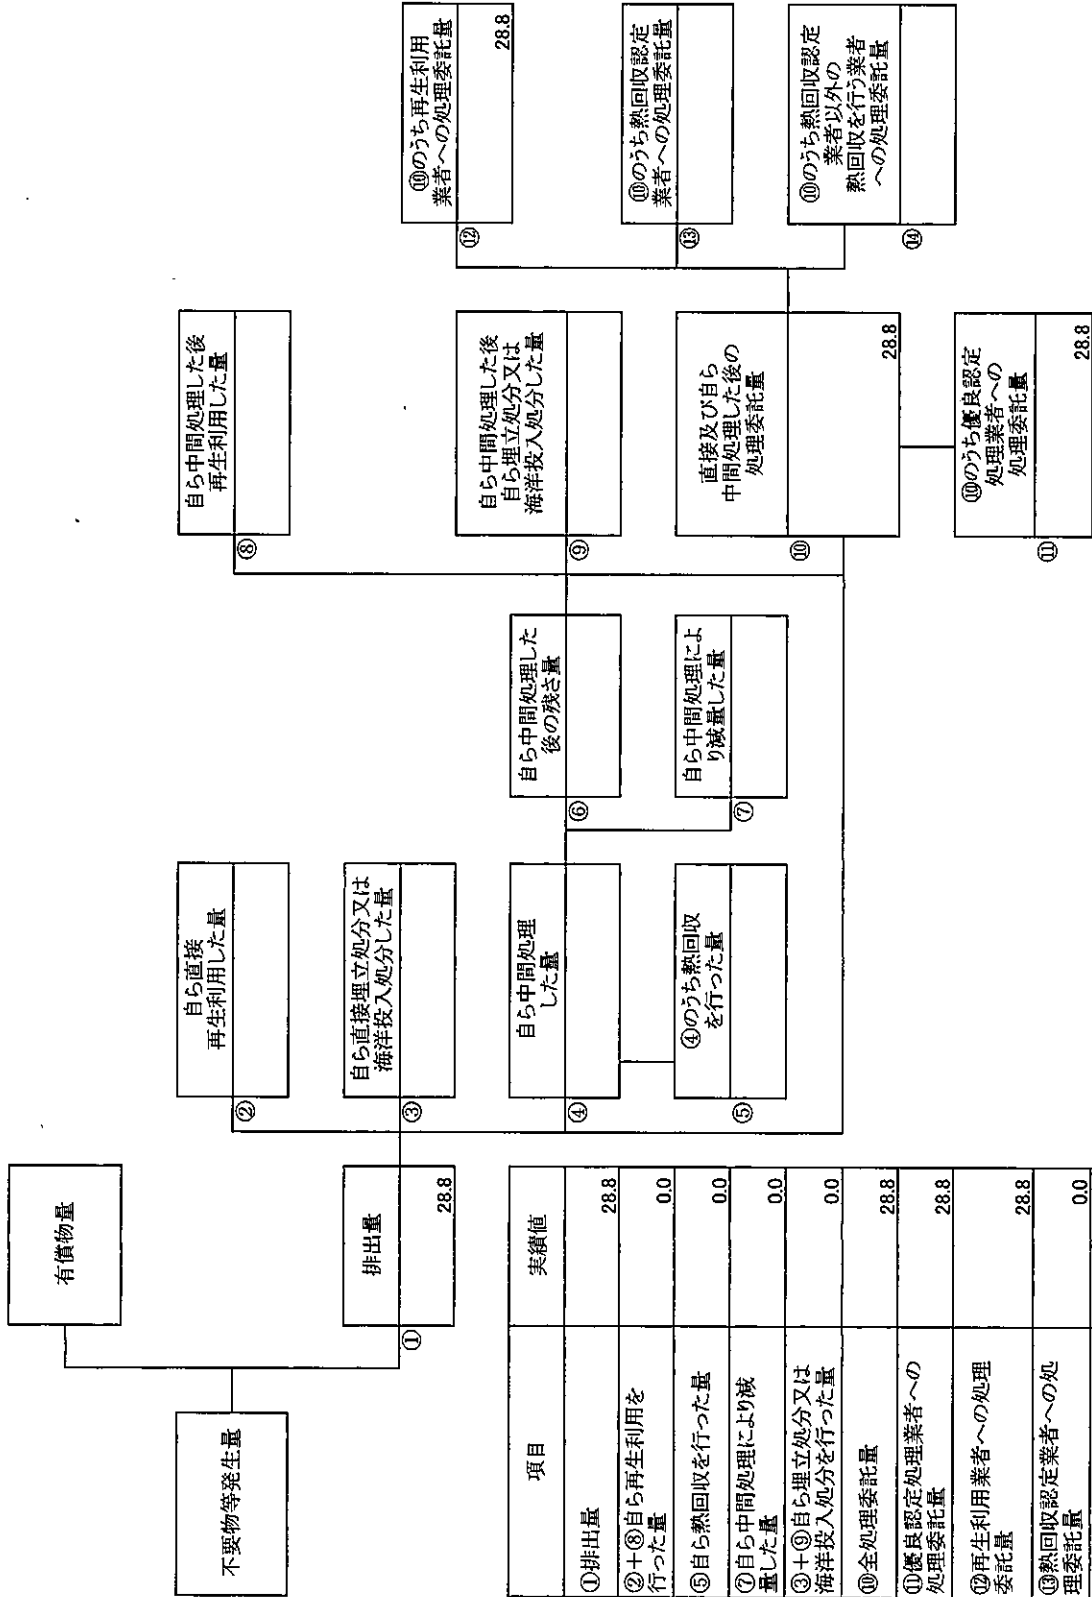 不要物等発生量
有償物量
排出量
①
28.8
自ら直接
再生利用した量
②
自ら直接埋立処分又は
海洋投入処分した量
③
自ら中間処理
した量
④
④のうち熱回収
を行った量
⑤
自ら中間処理した
後の残さ量
⑥
自ら中間処理によ
り減量した量
⑦
自ら中間処理した後
再生利用した量
⑧
自ら中間処理した後
自ら埋立処分又は
海洋投入処分した量
⑨
直接及び自ら
中間処理した後の
処理委託量
⑩
28.8
⑩のうち優良認定
処理業者への
処理委託量
⑪
28.8
⑩のうち再生利用
業者への処理委託量
⑫
28.8
⑩のうち熱回収認定
業者への処理委託量
⑬
⑩のうち熱回収認定
業者以外の
熱回収を行う業者
への処理委託量
⑭
項目 実績値
①排出量 28.8
②+⑧自ら再生利用を
行った量 0.0
⑤自ら熱回収を行った量 0.0
⑦自ら中間処理により減
量した量 0.0
③+⑨自ら埋立処分又は
海洋投入処分を行った量 0.0
⑩全処理委託量 28.8
⑪優良認定処理業者への
処理委託量 28.8
⑫再生利用業者への処理
委託量 28.8
⑬熱回収認定業者への処
理委託量 0.0